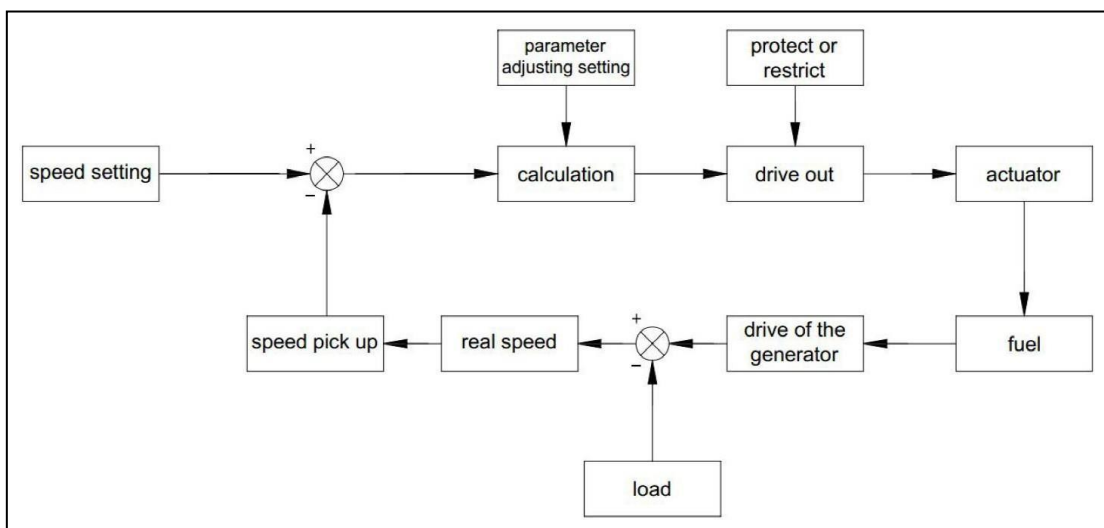 parameter
adjusting setting
protect or
restrict
+
speed setting
calculation
drive out
actuator
−
+
speed pick up
real speed
drive of the
generator
fuel
−
load